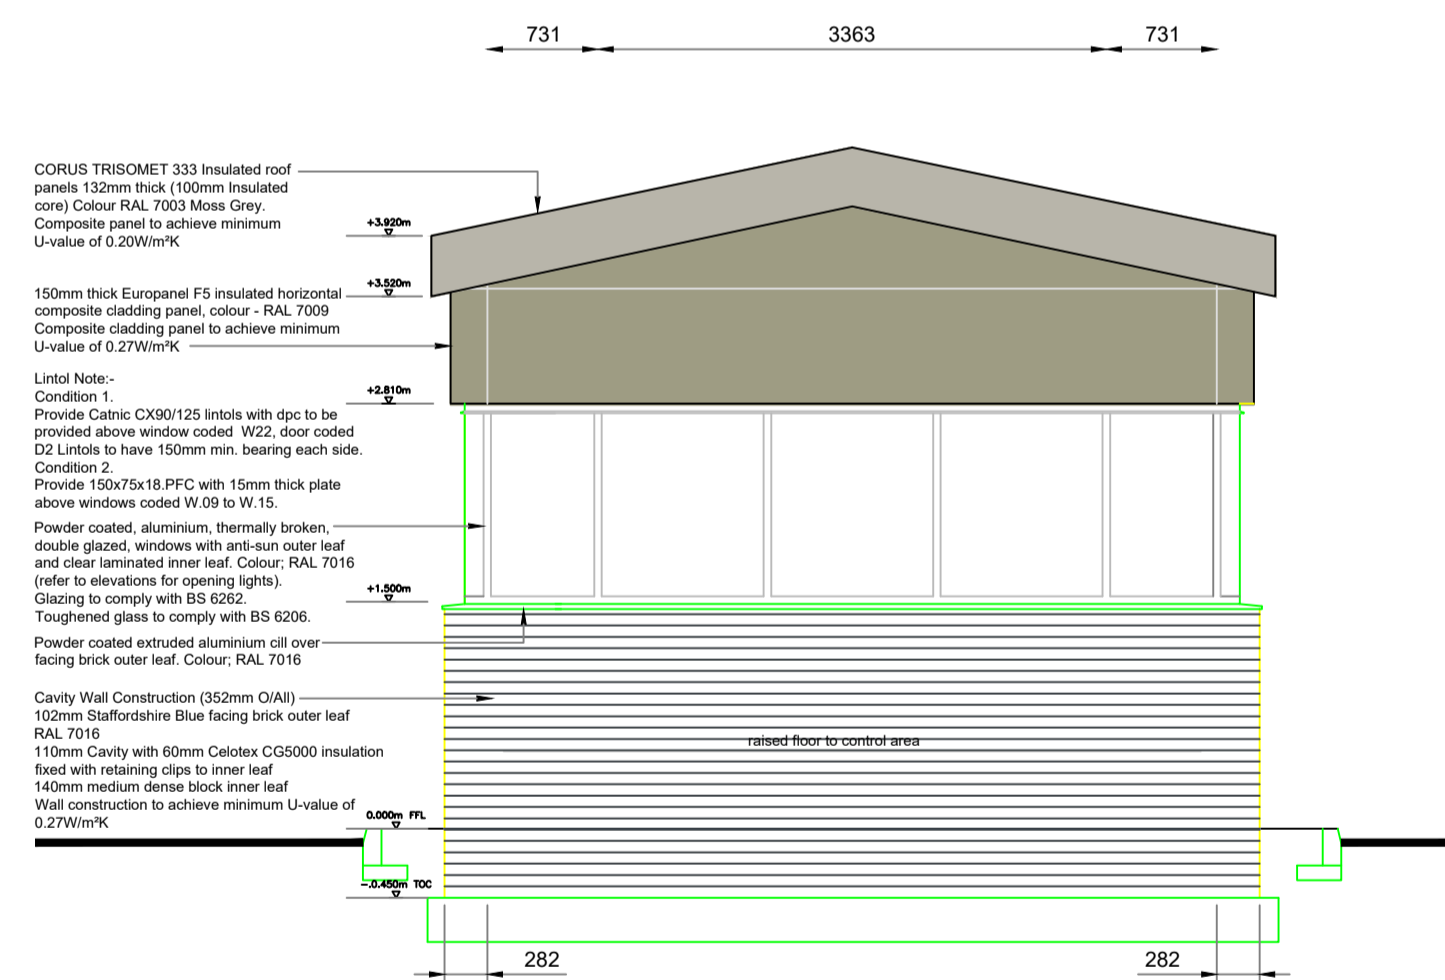 731
3363
731
CORUS TRISOMET 333 Insulated roof
panels 132mm thick (100mm Insulated
core) Colour RAL 7003 Moss Grey.
Composite panel to achieve minimum
U-value of 0.20W/m²K
+3.920m
+3.520m
150mm thick Europanel F5 insulated horizontal
composite cladding panel, colour - RAL 7009
Composite cladding panel to achieve minimum
U-value of 0.27W/m²K
Lintol Note:-
Condition 1.
+2.810m
Provide Catnic CX90/125 lintols with dpc to be
provided above window coded W22, door coded
D2 Lintols to have 150mm min. bearing each side.
Condition 2.
Provide 150x75x18.PFC with 15mm thick plate
above windows coded W.09 to W.15.
Powder coated, aluminium, thermally broken,
double glazed, windows with anti-sun outer leaf
and clear laminated inner leaf. Colour; RAL 7016
(refer to elevations for opening lights).
+1.500m
Glazing to comply with BS 6262.
Toughened glass to comply with BS 6206.
Powder coated extruded aluminium cill over
facing brick outer leaf. Colour; RAL 7016
Cavity Wall Construction (352mm O/All)
102mm Staffordshire Blue facing brick outer leaf
RAL 7016
110mm Cavity with 60mm Celotex CG5000 insulation
fixed with retaining clips to inner leaf
140mm medium dense block inner leaf
Wall construction to achieve minimum U-value of
0.27W/m²K
raised floor to control area
0.000m FFL
-.0.450m TOC
282
282